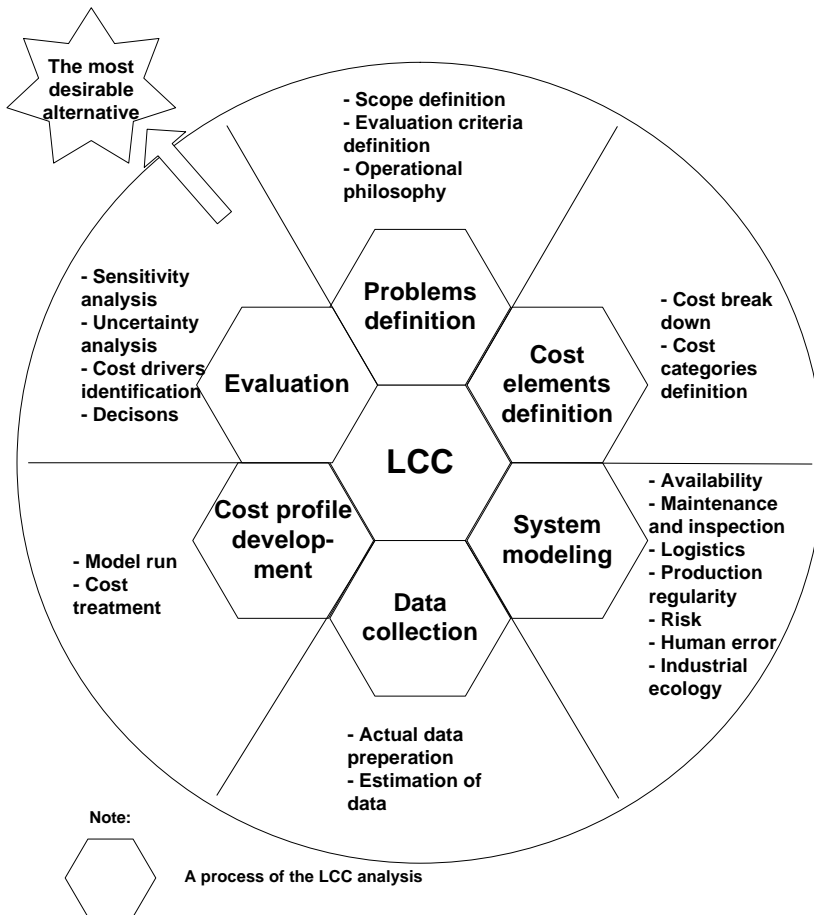 The most
desirable
alternative
- Scope definition
- Evaluation criteria
definition
- Operational
philosophy
Problems
definition
- Cost break
down
- Cost
categories
definition
Cost
elements
definition
- Availability
- Maintenance
and inspection
- Logistics
- Production
regularity
- Risk
- Human error
- Industrial
ecology
System
modeling
Data
collection
- Actual data
preperation
- Estimation of
data
Cost profile
develop-
ment
- Model run
- Cost
treatment
Evaluation
- Sensitivity
analysis
- Uncertainty
analysis
- Cost drivers
identification
- Decisons
LCC
Note:
A process of the LCC analysis